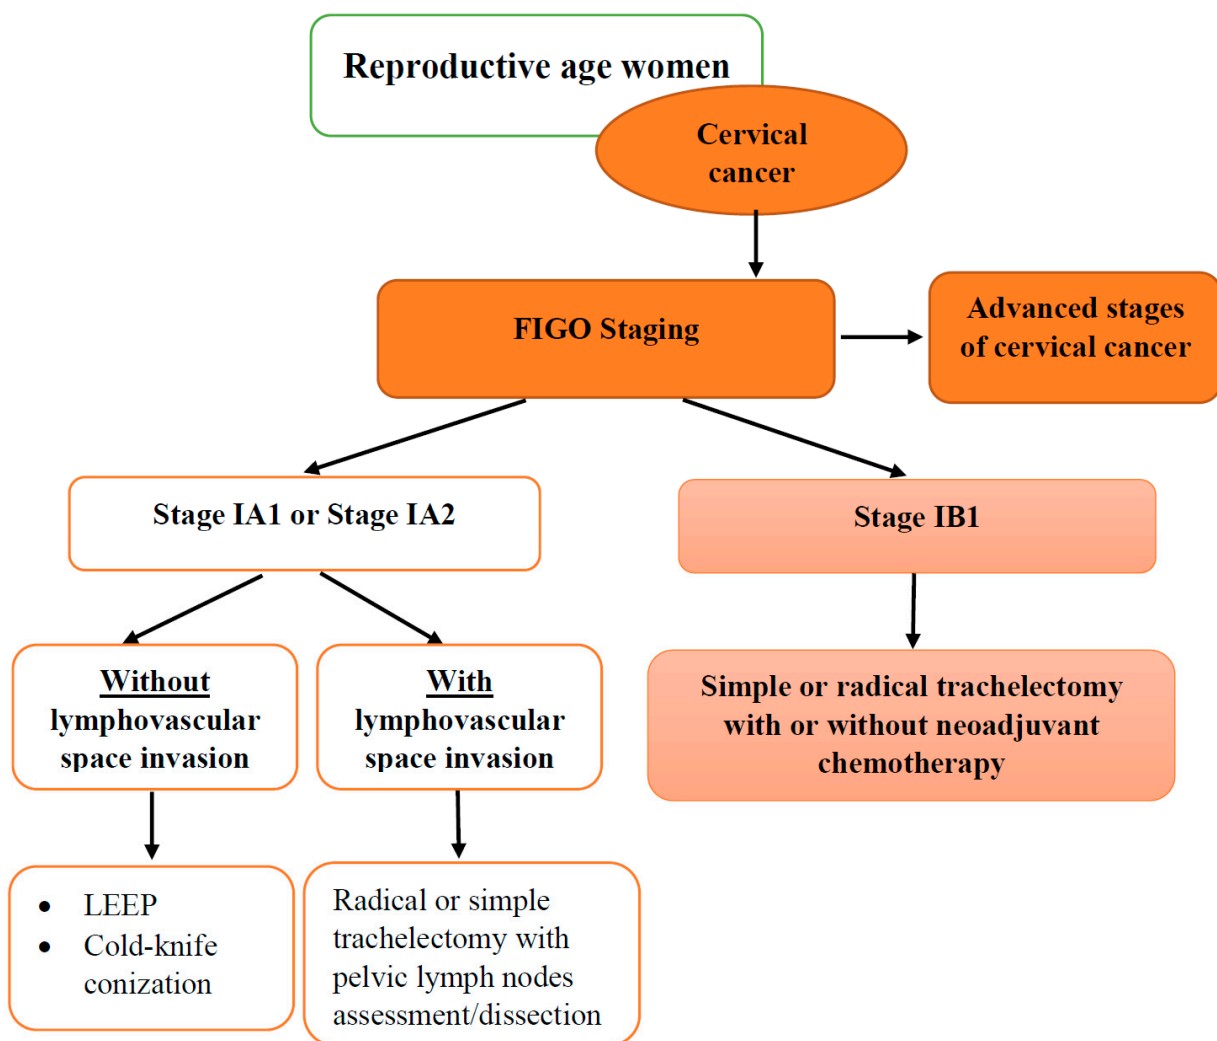 Reproductive age women
Cervical
cancer
FIGO Staging
Advanced stages
of cervical cancer
Stage IA1 or Stage IA2
Stage IB1
Without
lymphovascular
space invasion
With
lymphovascular
space invasion
Simple or radical trachelectomy
with or without neoadjuvant
chemotherapy
• LEEP
• Cold-knife
conization
Radical or simple
trachelectomy with
pelvic lymph nodes
assessment/dissection